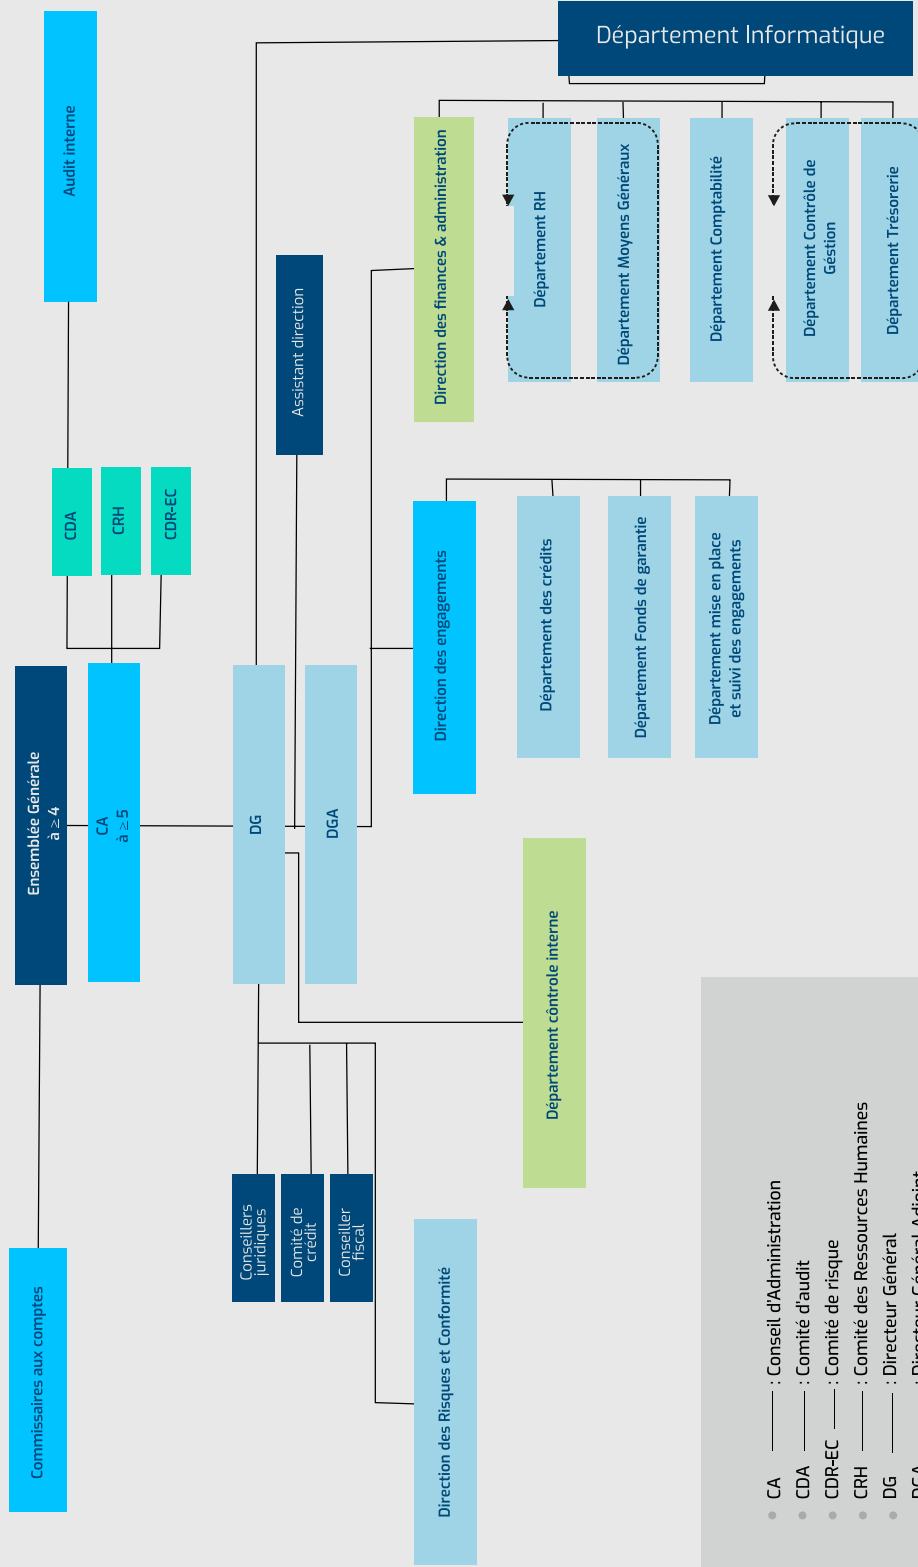 Département Informatique
Commissaires aux comptes
Ensemblée Générale
à ≥ 4
Audit interne
CA
à ≥ 5
CDA
CRH
CDR-EC
DG
DGA
Assistant direction
Conseillers
juridiques
Comité de
crédit
Conseiller
fiscal
Direction des Risques et Conformité
Département côntrole interne
Direction des engagements
Département des crédits
Département Fonds de garantie
Département mise en place
et suivi des engagements
Direction des finances & administration
Département RH
Département Moyens Généraux
Département Comptabilité
Département Contrôle de
Géstion
Département Trésorerie
CA : Conseil d'Administration
CDA : Comité d'audit
CDR-EC : Comité de risque
CRH : Comité des Ressources Humaines
DG : Directeur Général
DGA : Directeur Général Adjoint